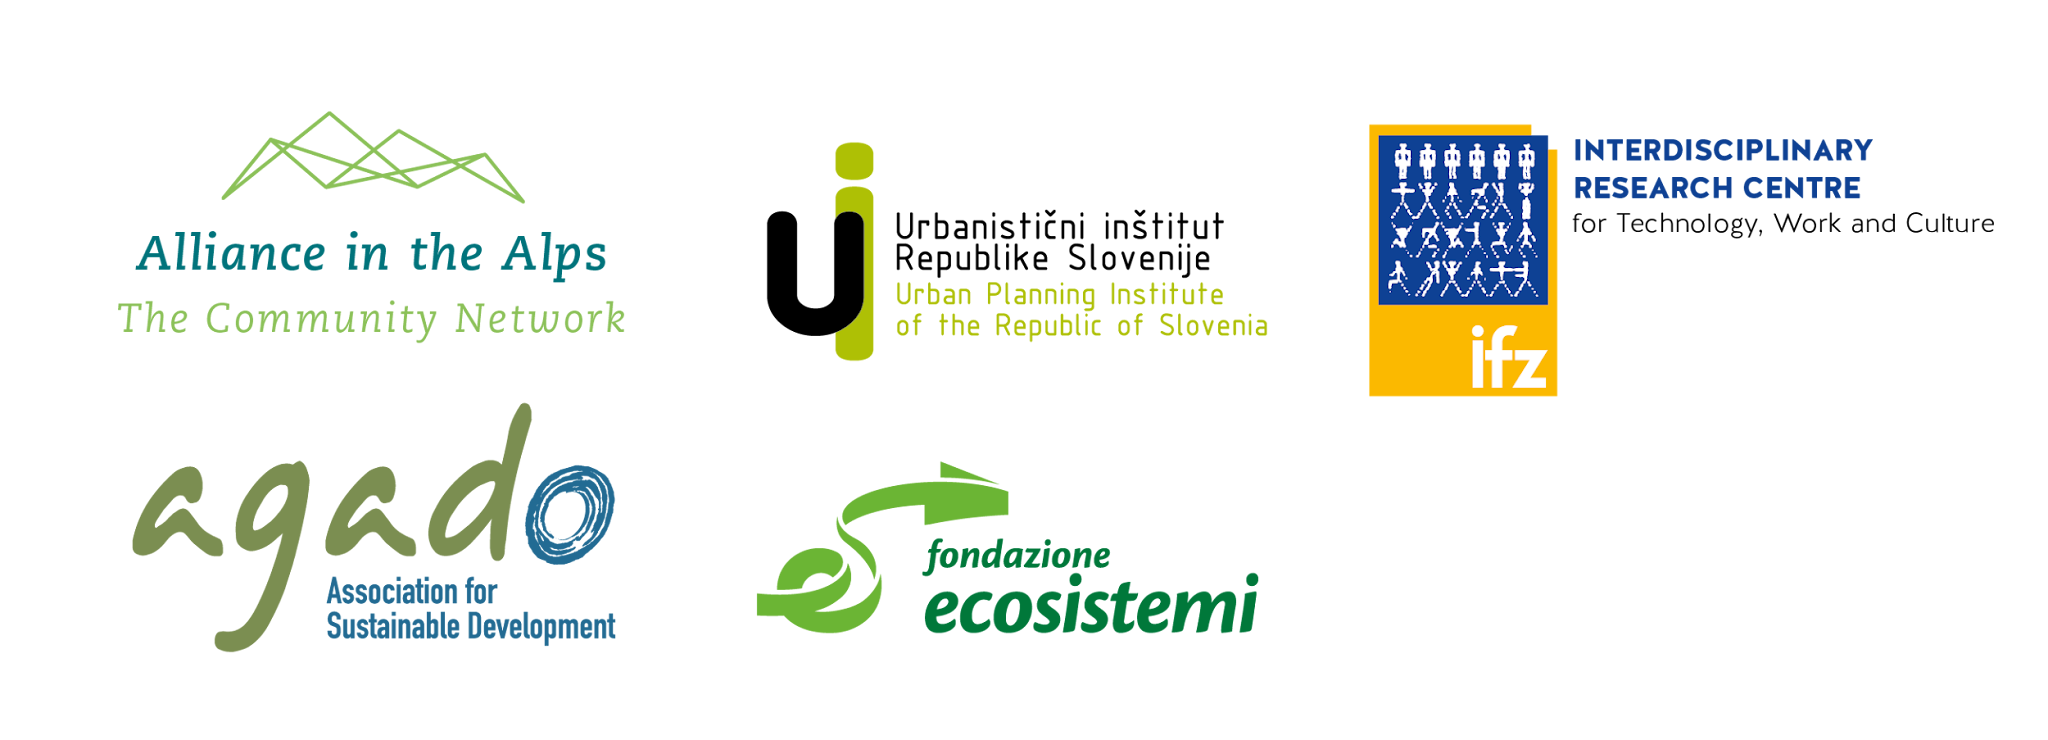 Alliance in the Alps
The Community Network
ui
Urbanistični inštitut
Republike Slovenije
Urban Planning Institute
of the Republic of Slovenia
INTERDISCIPLINARY
RESEARCH CENTRE
for Technology, Work and Culture
ifz
agado
Association for
Sustainable Development
fondazione
ecosistemi